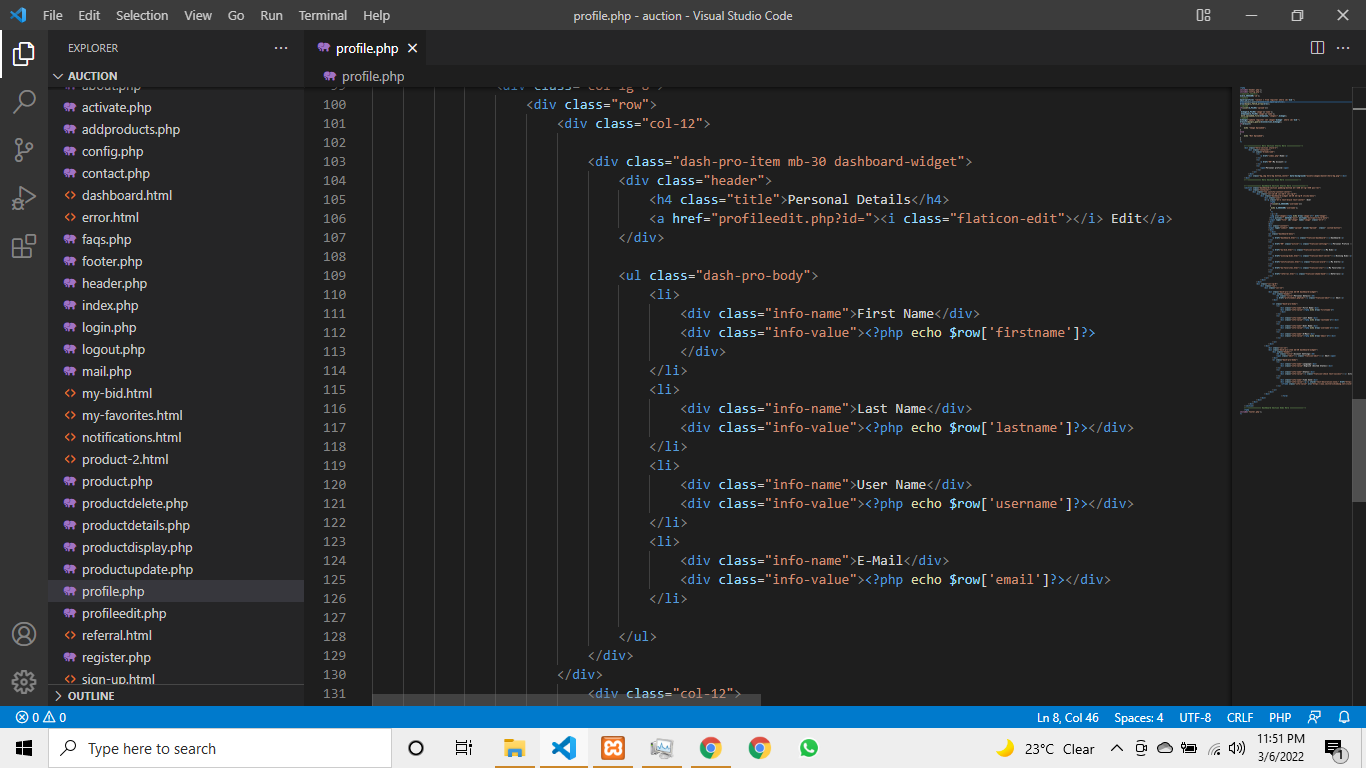 File Edit Selection View Go Run Terminal Help
profile.php - auction - Visual Studio Code
EXPLORER
AUCTION
about.php
activate.php
addproducts.php
config.php
contact.php
dashboard.html
error.html
faqs.php
footer.php
header.php
index.php
login.php
logout.php
mail.php
my-bid.html
my-favorites.html
notifications.html
product-2.html
product.php
productdelete.php
productdetails.php
productdisplay.php
productupdate.php
profile.php
profileedit.php
referral.html
register.php
sign-up.html
OUTLINE
profile.php
profile.php
99 <div class="col-lg-8">
100 <div class="row">
101 <div class="col-12">
102
103 <div class="dash-pro-item mb-30 dashboard-widget">
104 <div class="header">
105 <h4 class="title">Personal Details</h4>
106 <a href="profileedit.php?id="><i class="flaticon-edit"></i> Edit</a>
107 </div>
108
109 <ul class="dash-pro-body">
110 <li>
111 <div class="info-name">First Name</div>
112 <div class="info-value"><?php echo $row['firstname']?>
113 </div>
114 </li>
115 <li>
116 <div class="info-name">Last Name</div>
117 <div class="info-value"><?php echo $row['lastname']?></div>
118 </li>
119 <li>
120 <div class="info-name">User Name</div>
121 <div class="info-value"><?php echo $row['username']?></div>
122 </li>
123 <li>
124 <div class="info-name">E-Mail</div>
125 <div class="info-value"><?php echo $row['email']?></div>
126 </li>
127
128 </ul>
129 </div>
130 </div>
131 <div class="col-12">
0 0
Ln 8, Col 46 Spaces: 4 UTF-8 CRLF PHP
Type here to search
23°C Clear
11:51 PM
3/6/2022
1